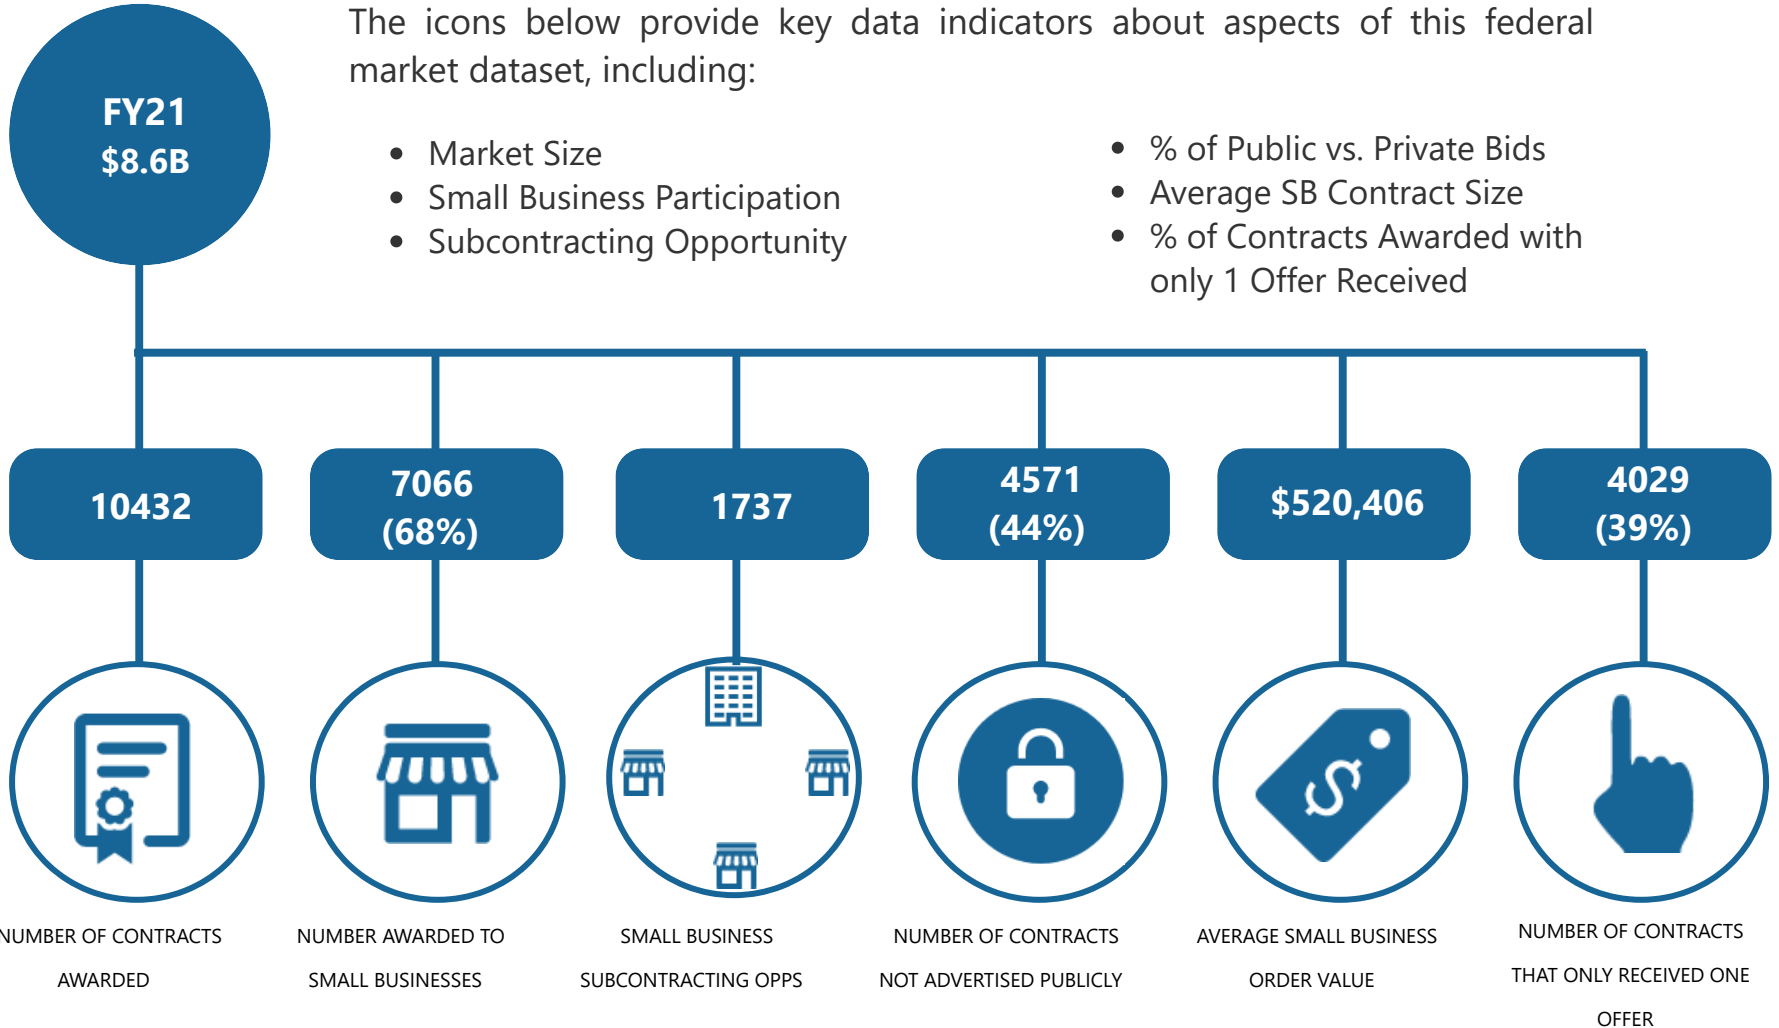 FY21
$8.6B
The icons below provide key data indicators about aspects of this federal
market dataset, including:
• Market Size
• Small Business Participation
• Subcontracting Opportunity
• % of Public vs. Private Bids
• Average SB Contract Size
• % of Contracts Awarded with
only 1 Offer Received
10432
7066
(68%)
1737
4571
(44%)
$520,406
4029
(39%)
NUMBER OF CONTRACTS
AWARDED
NUMBER AWARDED TO
SMALL BUSINESSES
SMALL BUSINESS
SUBCONTRACTING OPPS
NUMBER OF CONTRACTS
NOT ADVERTISED PUBLICLY
AVERAGE SMALL BUSINESS
ORDER VALUE
NUMBER OF CONTRACTS
THAT ONLY RECEIVED ONE
OFFER